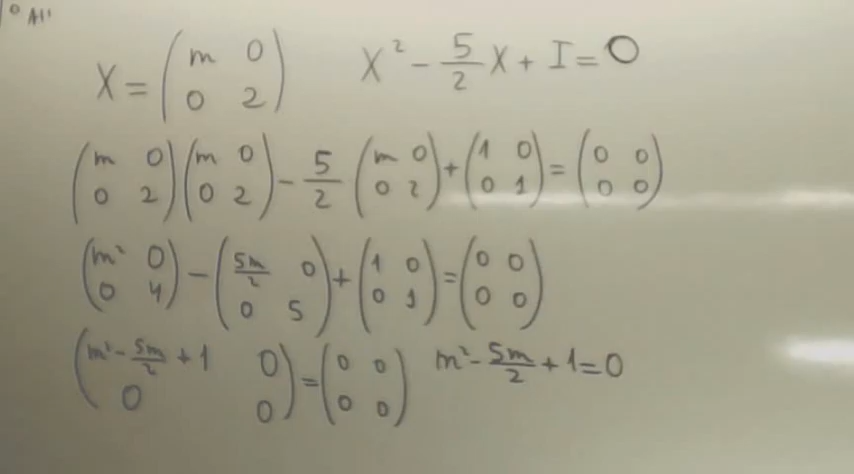 X = (m 0; 0 2)   X² - 5/2 X + I = 0
(m 0; 0 2)(m 0; 0 2) - 5/2 (m 0; 0 2) + (1 0; 0 1) = (0 0; 0 0)
(m² 0; 0 4) - (5m/2 0; 0 5) + (1 0; 0 1) = (0 0; 0 0)
(m² - 5m/2 + 1 0; 0 0) = (0 0; 0 0)   m² - 5m/2 + 1 = 0